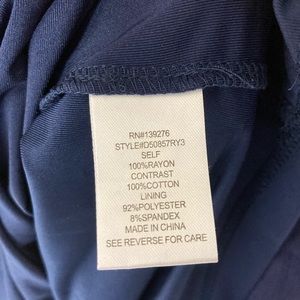 RN#139276
STYLE#D50857RY3
SELF
100%RAYON
CONTRAST
100%COTTON
LINING
92%POLYESTER
8%SPANDEX
MADE IN CHINA
SEE REVERSE FOR CARE